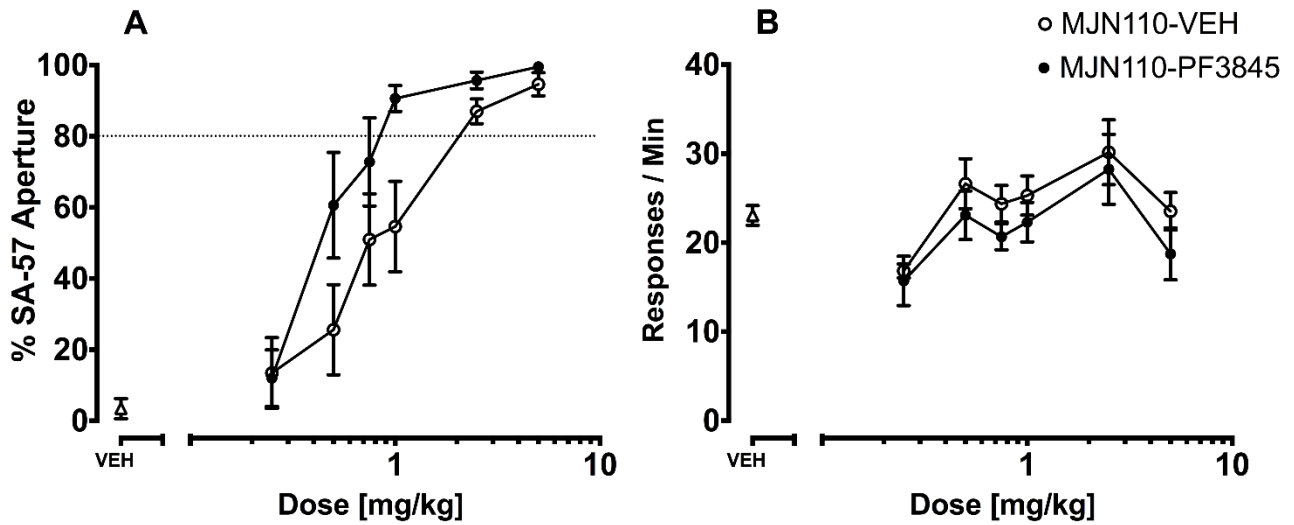 A
100
80
60
40
20
0
% SA-57 Aperture
VEH
1
10
Dose [mg/kg]
B
MJN110-VEH
MJN110-PF3845
40
30
20
10
0
Responses / Min
VEH
1
10
Dose [mg/kg]